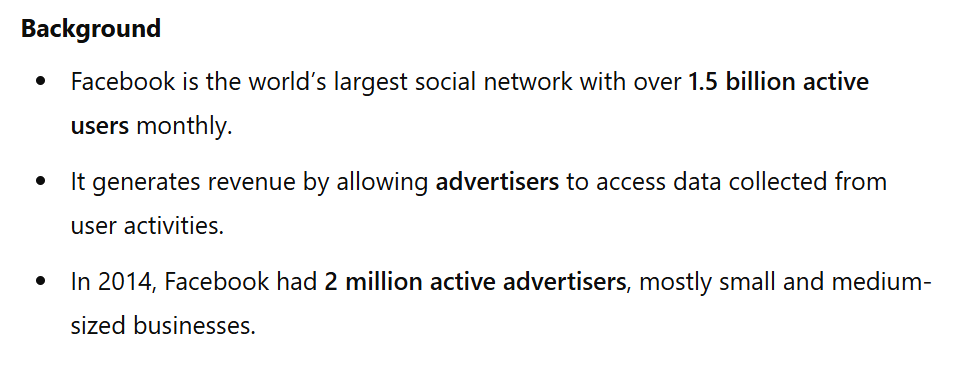 Background
• Facebook is the world’s largest social network with over 1.5 billion active
users monthly.
• It generates revenue by allowing advertisers to access data collected from
user activities.
• In 2014, Facebook had 2 million active advertisers, mostly small and medium-
sized businesses.